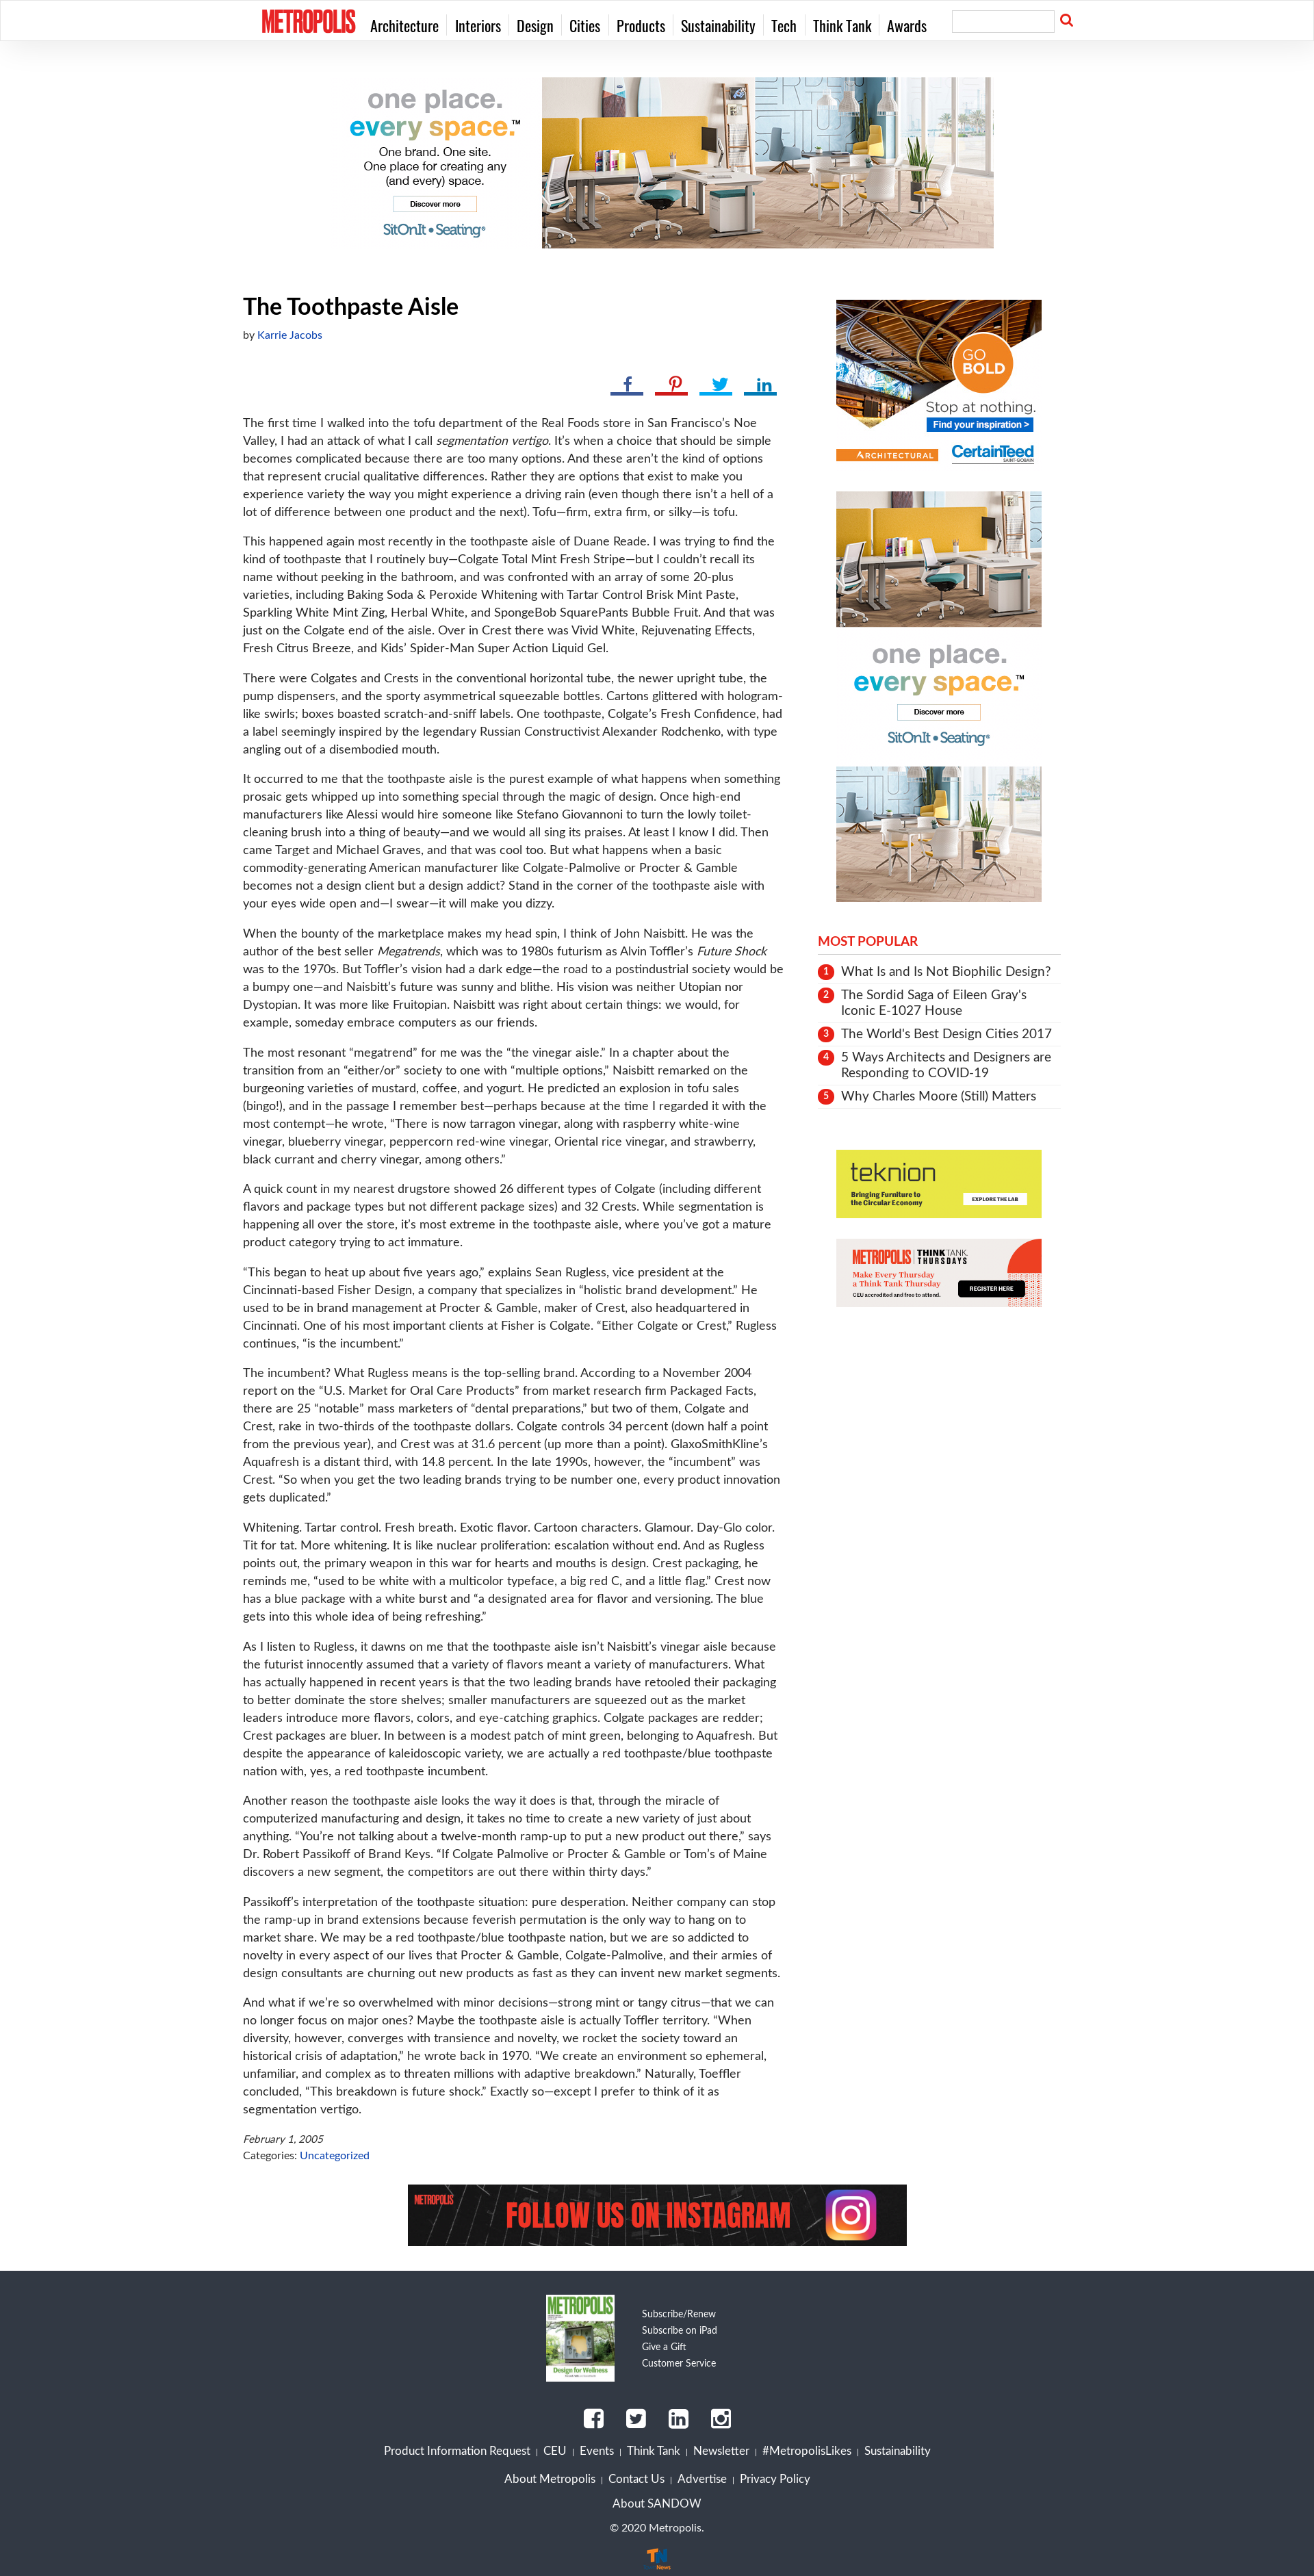 METROPOLIS
Architecture
Interiors
Design
Cities
Products
Sustainability
Tech
Think Tank
Awards
one place.
every space.™
One brand. One site.
One place for creating any
(and every) space.
Discover more
SitOnIt • Seating®
The Toothpaste Aisle
by Karrie Jacobs
The first time I walked into the tofu department of the Real Foods store in San Francisco’s Noe
Valley, I had an attack of what I call segmentation vertigo. It’s when a choice that should be simple
becomes complicated because there are too many options. And these aren’t the kind of options
that represent crucial qualitative differences. Rather they are options that exist to make you
experience variety the way you might experience a driving rain (even though there isn’t a hell of a
lot of difference between one product and the next). Tofu—firm, extra firm, or silky—is tofu.
This happened again most recently in the toothpaste aisle of Duane Reade. I was trying to find the
kind of toothpaste that I routinely buy—Colgate Total Mint Fresh Stripe—but I couldn’t recall its
name without peeking in the bathroom, and was confronted with an array of some 20-plus
varieties, including Baking Soda & Peroxide Whitening with Tartar Control Brisk Mint Paste,
Sparkling White Mint Zing, Herbal White, and SpongeBob SquarePants Bubble Fruit. And that was
just on the Colgate end of the aisle. Over in Crest there was Vivid White, Rejuvenating Effects,
Fresh Citrus Breeze, and Kids’ Spider-Man Super Action Liquid Gel.
There were Colgates and Crests in the conventional horizontal tube, the newer upright tube, the
pump dispensers, and the sporty asymmetrical squeezable bottles. Cartons glittered with hologram-
like swirls; boxes boasted scratch-and-sniff labels. One toothpaste, Colgate’s Fresh Confidence, had
a label seemingly inspired by the legendary Russian Constructivist Alexander Rodchenko, with type
angling out of a disembodied mouth.
It occurred to me that the toothpaste aisle is the purest example of what happens when something
prosaic gets whipped up into something special through the magic of design. Once high-end
manufacturers like Alessi would hire someone like Stefano Giovannoni to turn the lowly toilet-
cleaning brush into a thing of beauty—and we would all sing its praises. At least I know I did. Then
came Target and Michael Graves, and that was cool too. But what happens when a basic
commodity-generating American manufacturer like Colgate-Palmolive or Procter & Gamble
becomes not a design client but a design addict? Stand in the corner of the toothpaste aisle with
your eyes wide open and—I swear—it will make you dizzy.
When the bounty of the marketplace makes my head spin, I think of John Naisbitt. He was the
author of the best seller Megatrends, which was to 1980s futurism as Alvin Toffler’s Future Shock
was to the 1970s. But Toffler’s vision had a dark edge—the road to a postindustrial society would be
a bumpy one—and Naisbitt’s future was sunny and blithe. His vision was neither Utopian nor
Dystopian. It was more like Fruitopian. Naisbitt was right about certain things: we would, for
example, someday embrace computers as our friends.
The most resonant “megatrend” for me was the “the vinegar aisle.” In a chapter about the
transition from an “either/or” society to one with “multiple options,” Naisbitt remarked on the
burgeoning varieties of mustard, coffee, and yogurt. He predicted an explosion in tofu sales
(bingo!), and in the passage I remember best—perhaps because at the time I regarded it with the
most contempt—he wrote, “There is now tarragon vinegar, along with raspberry white-wine
vinegar, blueberry vinegar, peppercorn red-wine vinegar, Oriental rice vinegar, and strawberry,
black currant and cherry vinegar, among others.”
A quick count in my nearest drugstore showed 26 different types of Colgate (including different
flavors and package types but not different package sizes) and 32 Crests. While segmentation is
happening all over the store, it’s most extreme in the toothpaste aisle, where you’ve got a mature
product category trying to act immature.
“This began to heat up about five years ago,” explains Sean Rugless, vice president at the
Cincinnati-based Fisher Design, a company that specializes in “holistic brand development.” He
used to be in brand management at Procter & Gamble, maker of Crest, also headquartered in
Cincinnati. One of his most important clients at Fisher is Colgate. “Either Colgate or Crest,” Rugless
continues, “is the incumbent.”
The incumbent? What Rugless means is the top-selling brand. According to a November 2004
report on the “U.S. Market for Oral Care Products” from market research firm Packaged Facts,
there are 25 “notable” mass marketers of “dental preparations,” but two of them, Colgate and
Crest, rake in two-thirds of the toothpaste dollars. Colgate controls 34 percent (down half a point
from the previous year), and Crest was at 31.6 percent (up more than a point). GlaxoSmithKline’s
Aquafresh is a distant third, with 14.8 percent. In the late 1990s, however, the “incumbent” was
Crest. “So when you get the two leading brands trying to be number one, every product innovation
gets duplicated.”
Whitening. Tartar control. Fresh breath. Exotic flavor. Cartoon characters. Glamour. Day-Glo color.
Tit for tat. More whitening. It is like nuclear proliferation: escalation without end. And as Rugless
points out, the primary weapon in this war for hearts and mouths is design. Crest packaging, he
reminds me, “used to be white with a multicolor typeface, a big red C, and a little flag.” Crest now
has a blue package with a white burst and “a designated area for flavor and versioning. The blue
gets into this whole idea of being refreshing.”
As I listen to Rugless, it dawns on me that the toothpaste aisle isn’t Naisbitt’s vinegar aisle because
the futurist innocently assumed that a variety of flavors meant a variety of manufacturers. What
has actually happened in recent years is that the two leading brands have retooled their packaging
to better dominate the store shelves; smaller manufacturers are squeezed out as the market
leaders introduce more flavors, colors, and eye-catching graphics. Colgate packages are redder;
Crest packages are bluer. In between is a modest patch of mint green, belonging to Aquafresh. But
despite the appearance of kaleidoscopic variety, we are actually a red toothpaste/blue toothpaste
nation with, yes, a red toothpaste incumbent.
Another reason the toothpaste aisle looks the way it does is that, through the miracle of
computerized manufacturing and design, it takes no time to create a new variety of just about
anything. “You’re not talking about a twelve-month ramp-up to put a new product out there,” says
Dr. Robert Passikoff of Brand Keys. “If Colgate Palmolive or Procter & Gamble or Tom’s of Maine
discovers a new segment, the competitors are out there within thirty days.”
Passikoff’s interpretation of the toothpaste situation: pure desperation. Neither company can stop
the ramp-up in brand extensions because feverish permutation is the only way to hang on to
market share. We may be a red toothpaste/blue toothpaste nation, but we are so addicted to
novelty in every aspect of our lives that Procter & Gamble, Colgate-Palmolive, and their armies of
design consultants are churning out new products as fast as they can invent new market segments.
And what if we’re so overwhelmed with minor decisions—strong mint or tangy citrus—that we can
no longer focus on major ones? Maybe the toothpaste aisle is actually Toffler territory. “When
diversity, however, converges with transience and novelty, we rocket the society toward an
historical crisis of adaptation,” he wrote back in 1970. “We create an environment so ephemeral,
unfamiliar, and complex as to threaten millions with adaptive breakdown.” Naturally, Toeffler
concluded, “This breakdown is future shock.” Exactly so—except I prefer to think of it as
segmentation vertigo.
February 1, 2005
Categories: Uncategorized
GO
BOLD
Stop at nothing.
Find your inspiration >
ARCHITECTURAL
CertainTeed
SAINT-GOBAIN
one place.
every space.™
Discover more
SitOnIt • Seating®
MOST POPULAR
1 What Is and Is Not Biophilic Design?
2 The Sordid Saga of Eileen Gray's
Iconic E-1027 House
3 The World's Best Design Cities 2017
4 5 Ways Architects and Designers are
Responding to COVID-19
5 Why Charles Moore (Still) Matters
teknion
Bringing Furniture to
the Circular Economy
EXPLORE THE LAB
METROPOLIS THINK TANK
THURSDAYS
Make Every Thursday
a Think Tank Thursday
CEU accredited and free to attend.
REGISTER HERE
METROPOLIS
FOLLOW US ON INSTAGRAM
METROPOLIS
Design for Wellness
Subscribe/Renew
Subscribe on iPad
Give a Gift
Customer Service
Product Information Request | CEU | Events | Think Tank | Newsletter | #MetropolisLikes | Sustainability
About Metropolis | Contact Us | Advertise | Privacy Policy
About SANDOW
© 2020 Metropolis.
TN
News